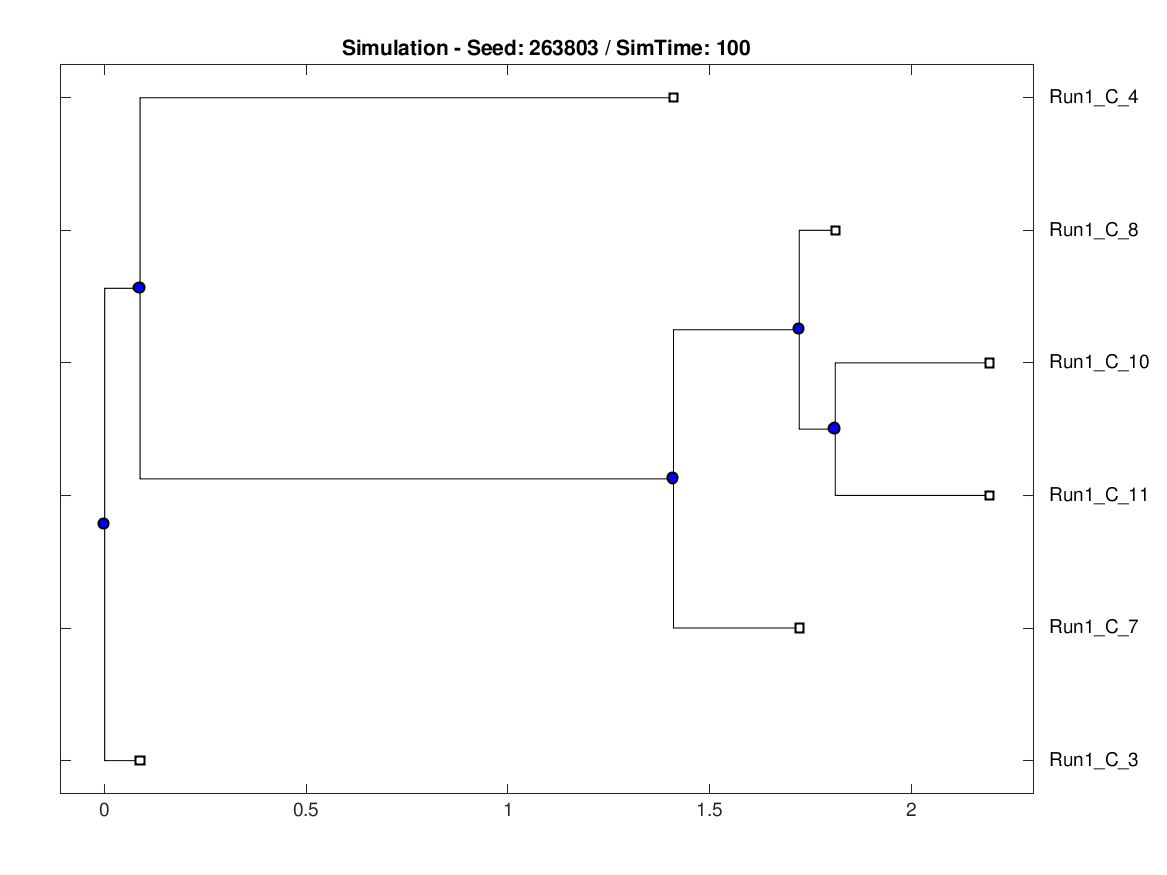 Simulation - Seed: 263803 / SimTime: 100
Run1_C_4
Run1_C_8
Run1_C_10
Run1_C_11
Run1_C_7
Run1_C_3
0 0.5 1 1.5 2